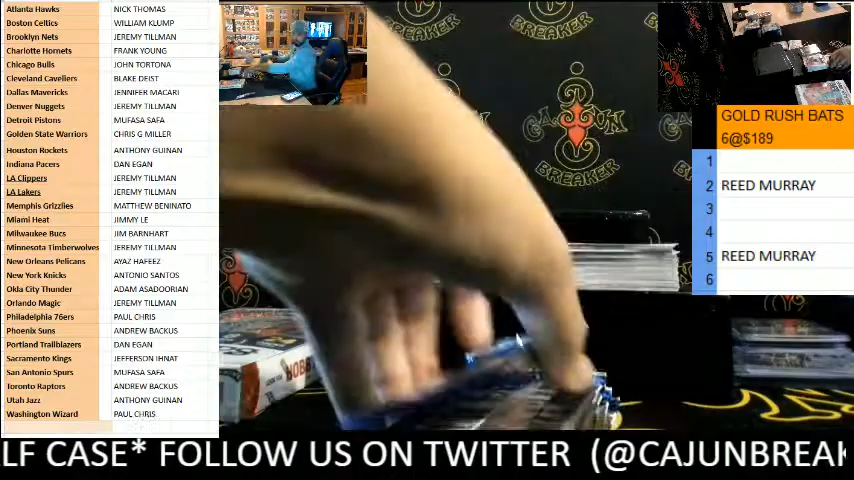 Atlanta Hawks NICK THOMAS
Boston Celtics WILLIAM KLUMP
Brooklyn Nets JEREMY TILLMAN
Charlotte Hornets FRANK YOUNG
Chicago Bulls JOHN TORTONA
Cleveland Caveliers BLAKE DEIST
Dallas Mavericks JENNIFER MACARI
Denver Nuggets JEREMY TILLMAN
Detroit Pistons MUFASA SAFA
Golden State Warriors CHRIS G MILLER
Houston Rockets ANTHONY GUINAN
Indiana Pacers DAN EGAN
LA Clippers JEREMY TILLMAN
LA Lakers JEREMY TILLMAN
Memphis Grizzlies MATTHEW BENINATO
Miami Heat JIMMY LE
Milwaukee Bucs JIM BARNHART
Minnesota Timberwolves JEREMY TILLMAN
New Orleans Pelicans AYAZ HAFEEZ
New York Knicks ANTONIO SANTOS
Okla City Thunder ADAM ASADOORIAN
Orlando Magic JEREMY TILLMAN
Philadelphia 76ers PAUL CHRIS
Phoenix Suns ANDREW BACKUS
Portland Trailblazers DAN EGAN
Sacramento Kings JEFFERSON IHNAT
San Antonio Spurs MUFASA SAFA
Toronto Raptors ANDREW BACKUS
Utah Jazz ANTHONY GUINAN
Washington Wizard PAUL CHRIS
BREAKER
BREAKER
CAJUN
BREAKER
HOBB
GOLD RUSH BATS
6@$189
1
2 REED MURRAY
3
4
5 REED MURRAY
6
LF CASE* FOLLOW US ON TWITTER (@CAJUNBREAK